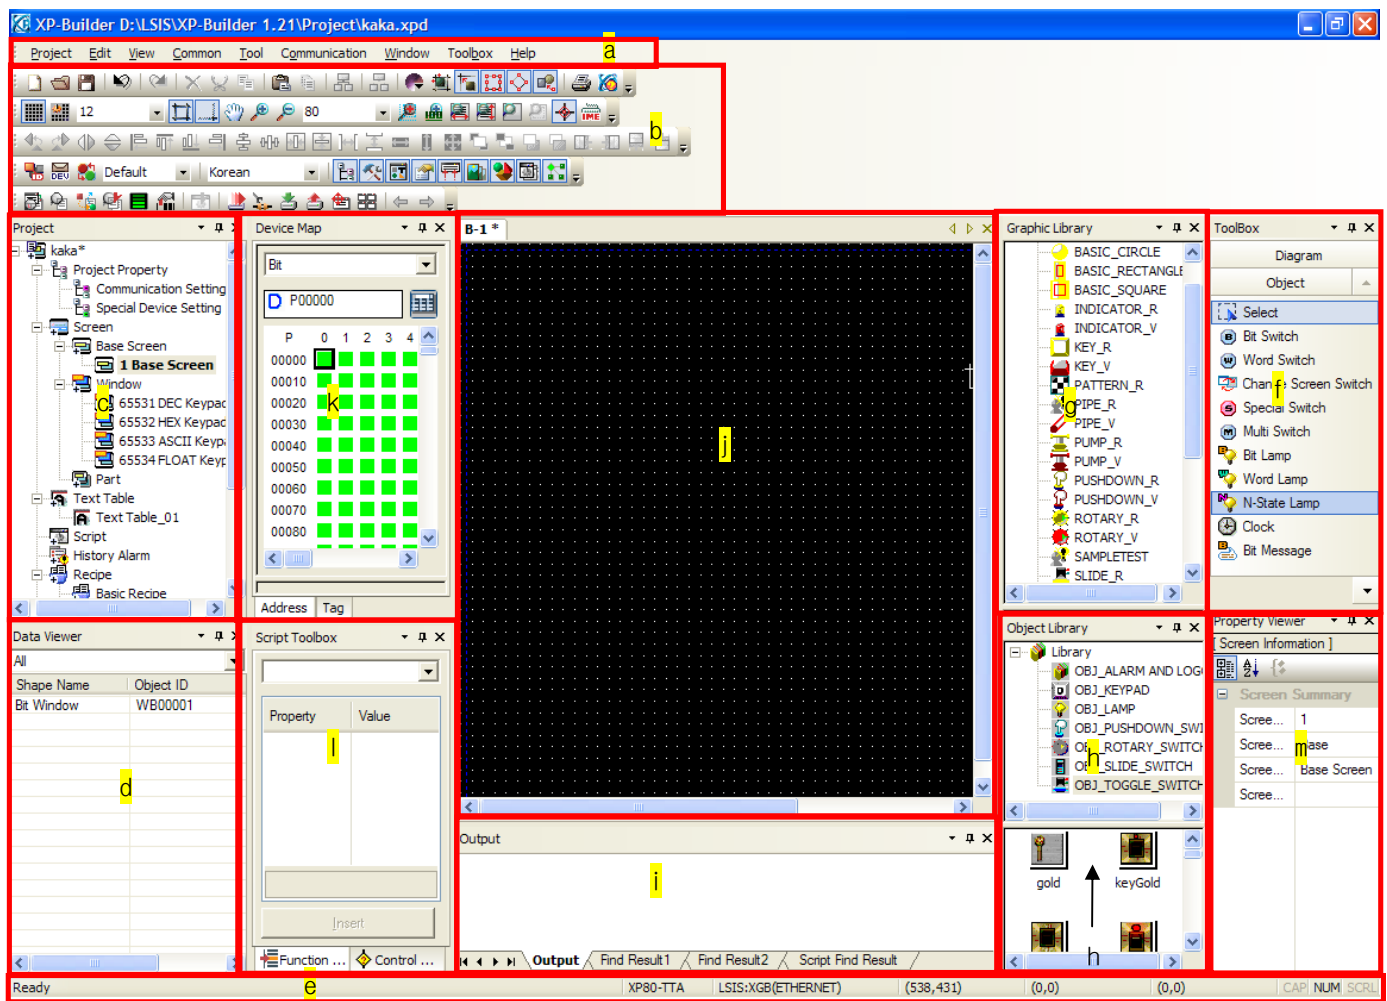 XP-Builder D:\LSIS\XP-Builder 1.21\Project\kaka.xpd
Project Edit View Common Tool Communication Window Toolbox Help a
12 80
IME
b
DEV Default Korean
Project
kaka*
Project Property
Communication Setting
Special Device Setting
Screen
Base Screen
1 Base Screen
Window
c
65531 DEC Keypac
65532 HEX Keypac
65533 ASCII Keyp
65534 FLOAT Keyp
Part
Text Table
Text Table_01
Script
History Alarm
Recipe
Basic Recipe
Device Map
Bit
D P00000
P 0 1 2 3 4
00000
00010
00020
k
00030
00040
00050
00060
00070
00080
Address Tag
B-1 *
j
Graphic Library
BASIC_CIRCLE
BASIC_RECTANGLE
BASIC_SQUARE
INDICATOR_R
INDICATOR_V
KEY_R
KEY_V
PATTERN_R
PIPE_R
g
PIPE_V
PUMP_R
PUMP_V
PUSHDOWN_R
PUSHDOWN_V
ROTARY_R
ROTARY_V
SAMPLETEST
SLIDE_R
ToolBox
Diagram
Object
Select
Bit Switch
Word Switch
Change Screen Switch
f
Special Switch
Multi Switch
Bit Lamp
Word Lamp
N-State Lamp
Clock
Bit Message
Data Viewer
All
Shape Name Object ID
Bit Window WB00001
d
Script Toolbox
Property Value
l
Insert
Function ... Control ...
Output
i
Output Find Result1 Find Result2 Script Find Result
Object Library
Library
OBJ_ALARM AND LOG
OBJ_KEYPAD
OBJ_LAMP
OBJ_PUSHDOWN_SWI
OBJ_ROTARY_SWITCH
h
OBJ_SLIDE_SWITCH
OBJ_TOGGLE_SWITCH
gold keyGold
h
Property Viewer
[ Screen Information ]
Screen Summary
Scree... 1
Scree... Base
m
Scree... Base Screen
Scree...
Ready e XP80-TTA LSIS:XGB(ETHERNET) (538,431) (0,0) (0,0) CAP NUM SCRL